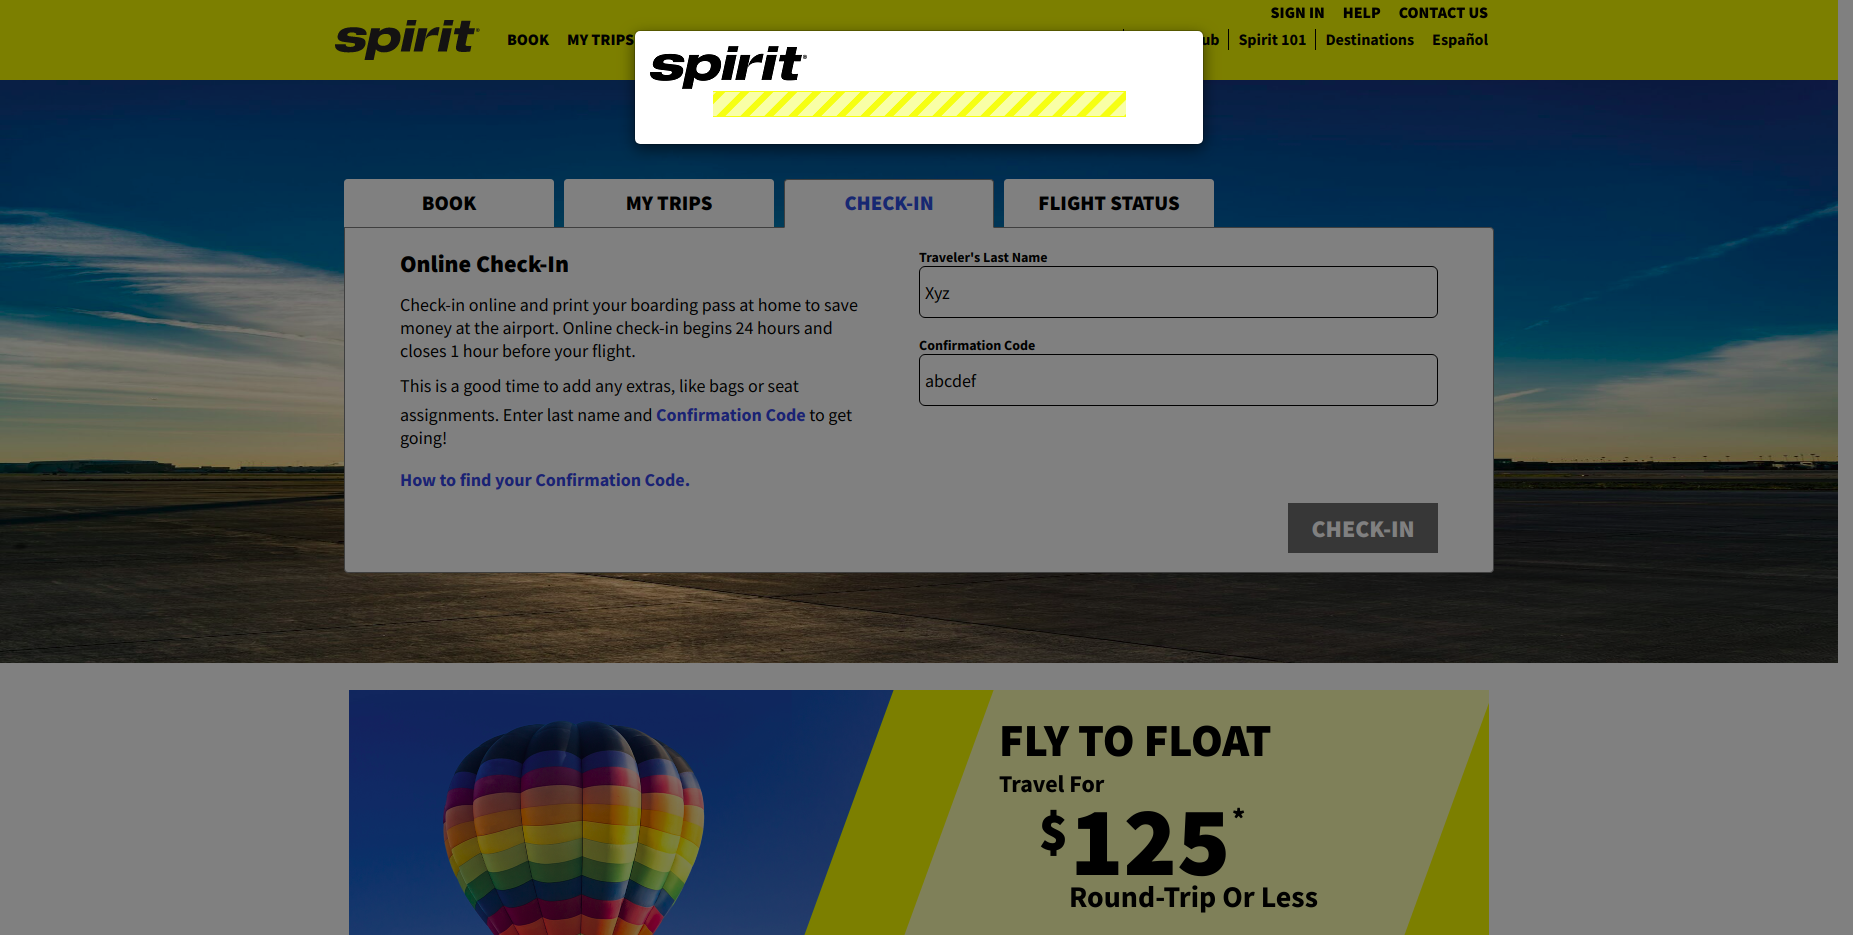 SIGN IN HELP CONTACT US
spirit
BOOK MY TRIPS
Spirit 101 Destinations Español
spirit
BOOK MY TRIPS CHECK-IN FLIGHT STATUS
Online Check-In
Check-in online and print your boarding pass at home to save
money at the airport. Online check-in begins 24 hours and
closes 1 hour before your flight.
This is a good time to add any extras, like bags or seat
assignments. Enter last name and Confirmation Code to get
going!
How to find your Confirmation Code.
Traveler's Last Name
Xyz
Confirmation Code
abcdef
CHECK-IN
FLY TO FLOAT
Travel For
$125*
Round-Trip Or Less